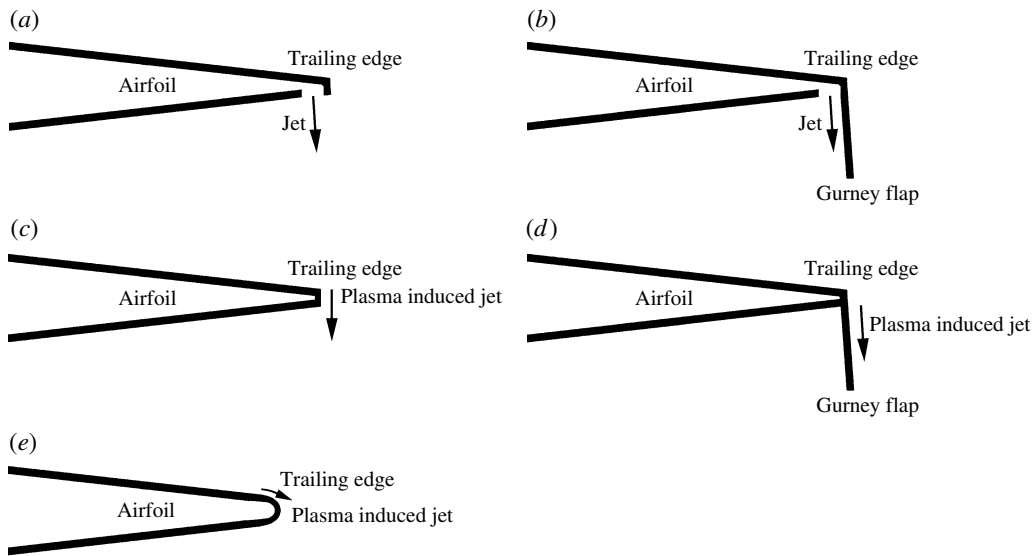 (a)
Trailing edge
Airfoil
Jet
(b)
Trailing edge
Airfoil
Jet
Gurney flap
(c)
Trailing edge
Airfoil
Plasma induced jet
(d)
Trailing edge
Airfoil
Plasma induced jet
Gurney flap
(e)
Trailing edge
Airfoil
Plasma induced jet